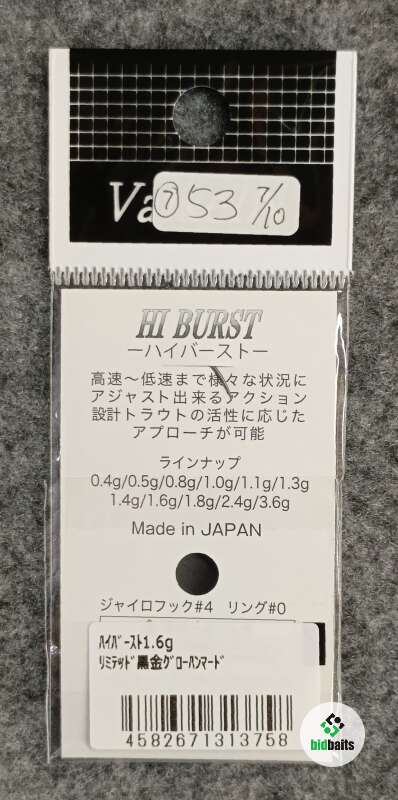 Va
⑦53 7/10
HI BURST
ーハイバーストー
高速〜低速まで様々な状況に
アジャスト出来るアクション
設計トラウトの活性に応じた
アプローチが可能
ラインナップ
0.4g/0.5g/0.8g/1.0g/1.1g/1.3g
1.4g/1.6g/1.8g/2.4g/3.6g
Made in JAPAN
ジャイロフック#4 リング#0
ﾊｲﾊﾞｰｽﾄ1.6g
ﾘﾐﾃｯﾄﾞ黒金ｸﾞﾛｰﾊﾝﾏｰﾄﾞ
4582671313758
bidbaits